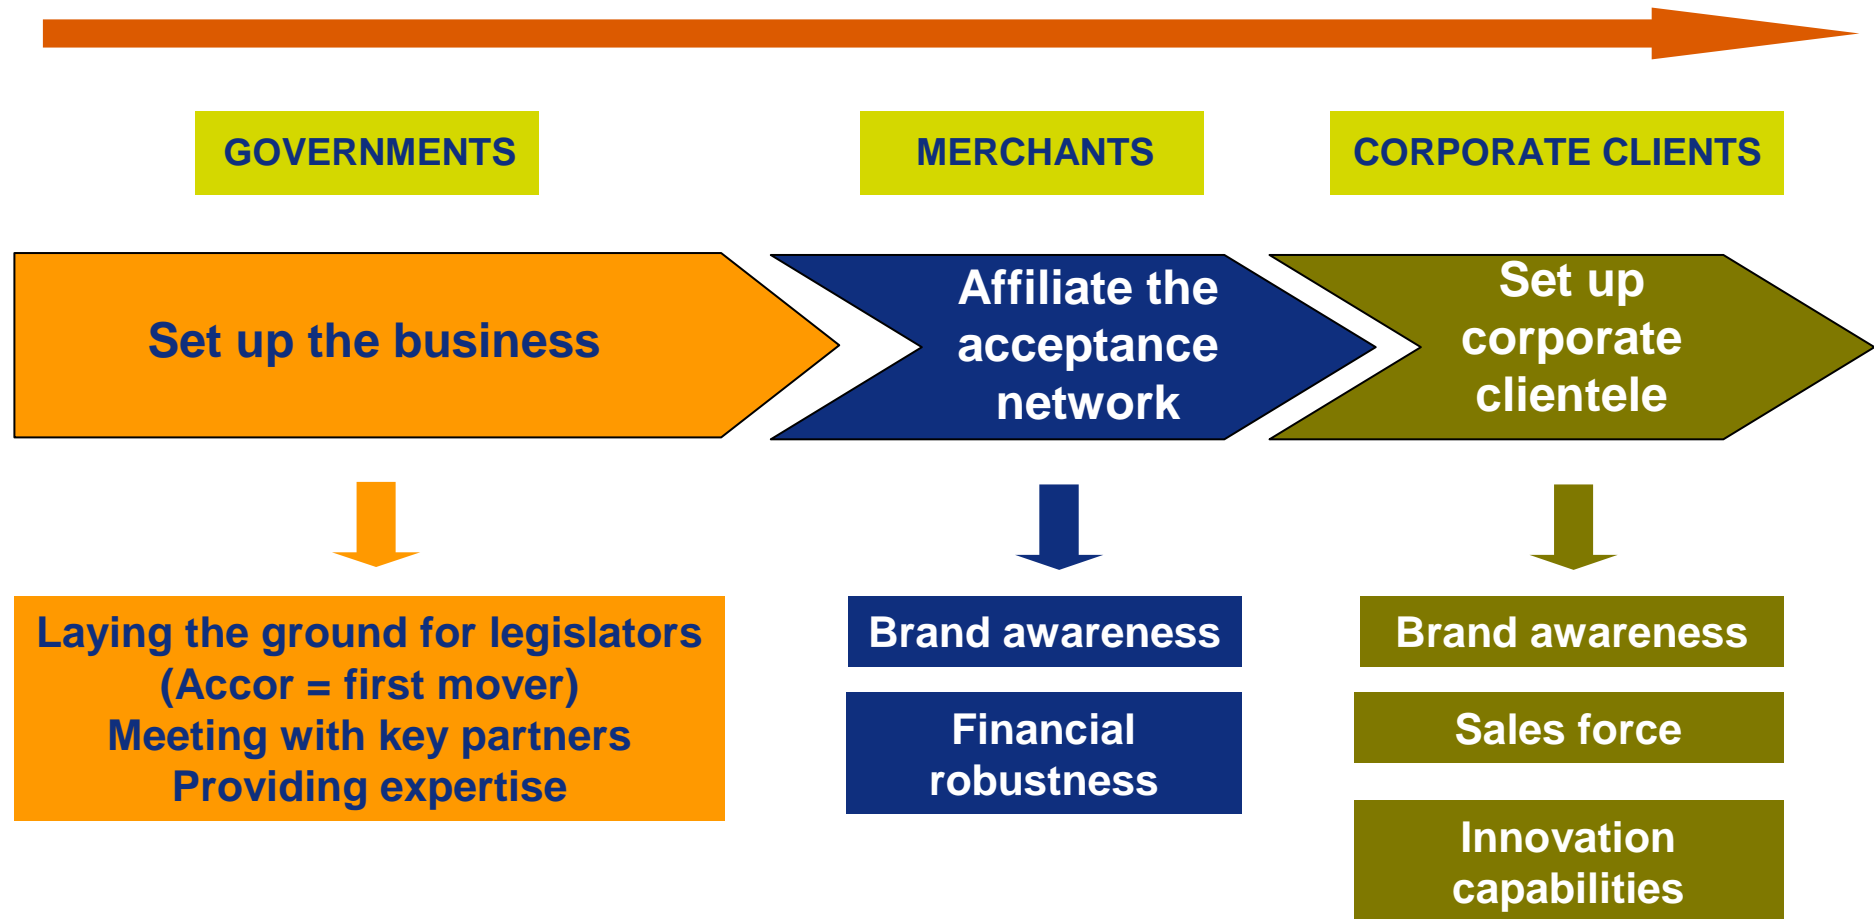 GOVERNMENTS
MERCHANTS
CORPORATE CLIENTS
Set up the business
Affiliate the
acceptance
network
Set up
corporate
clientele
Laying the ground for legislators
(Accor = first mover)
Meeting with key partners
Providing expertise
Brand awareness
Financial
robustness
Brand awareness
Sales force
Innovation
capabilities